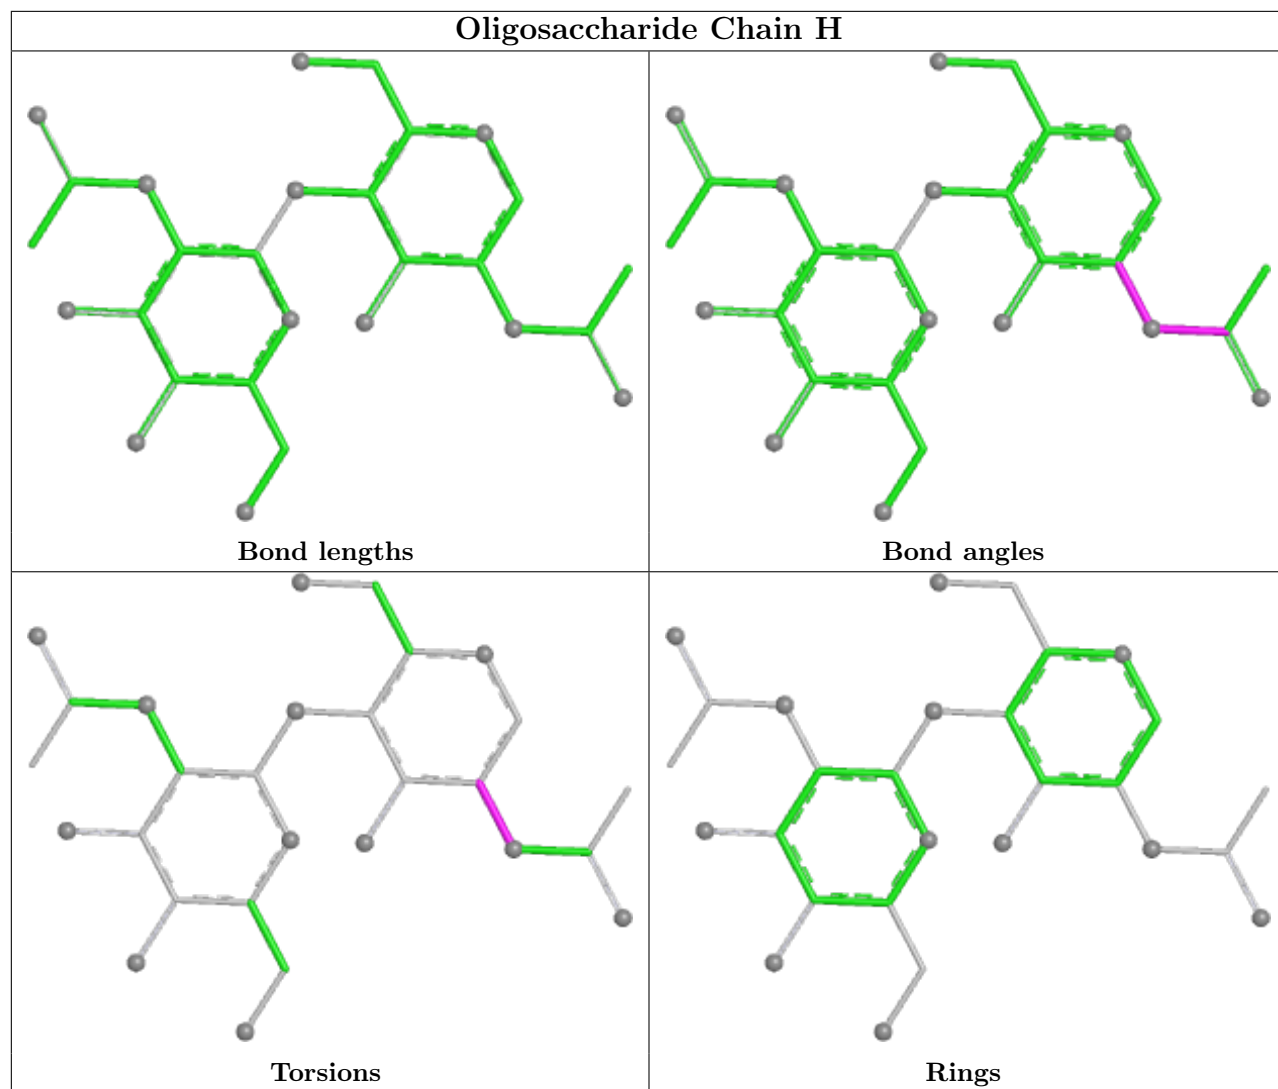 Oligosaccharide Chain H
Bond lengths
Bond angles
Torsions
Rings